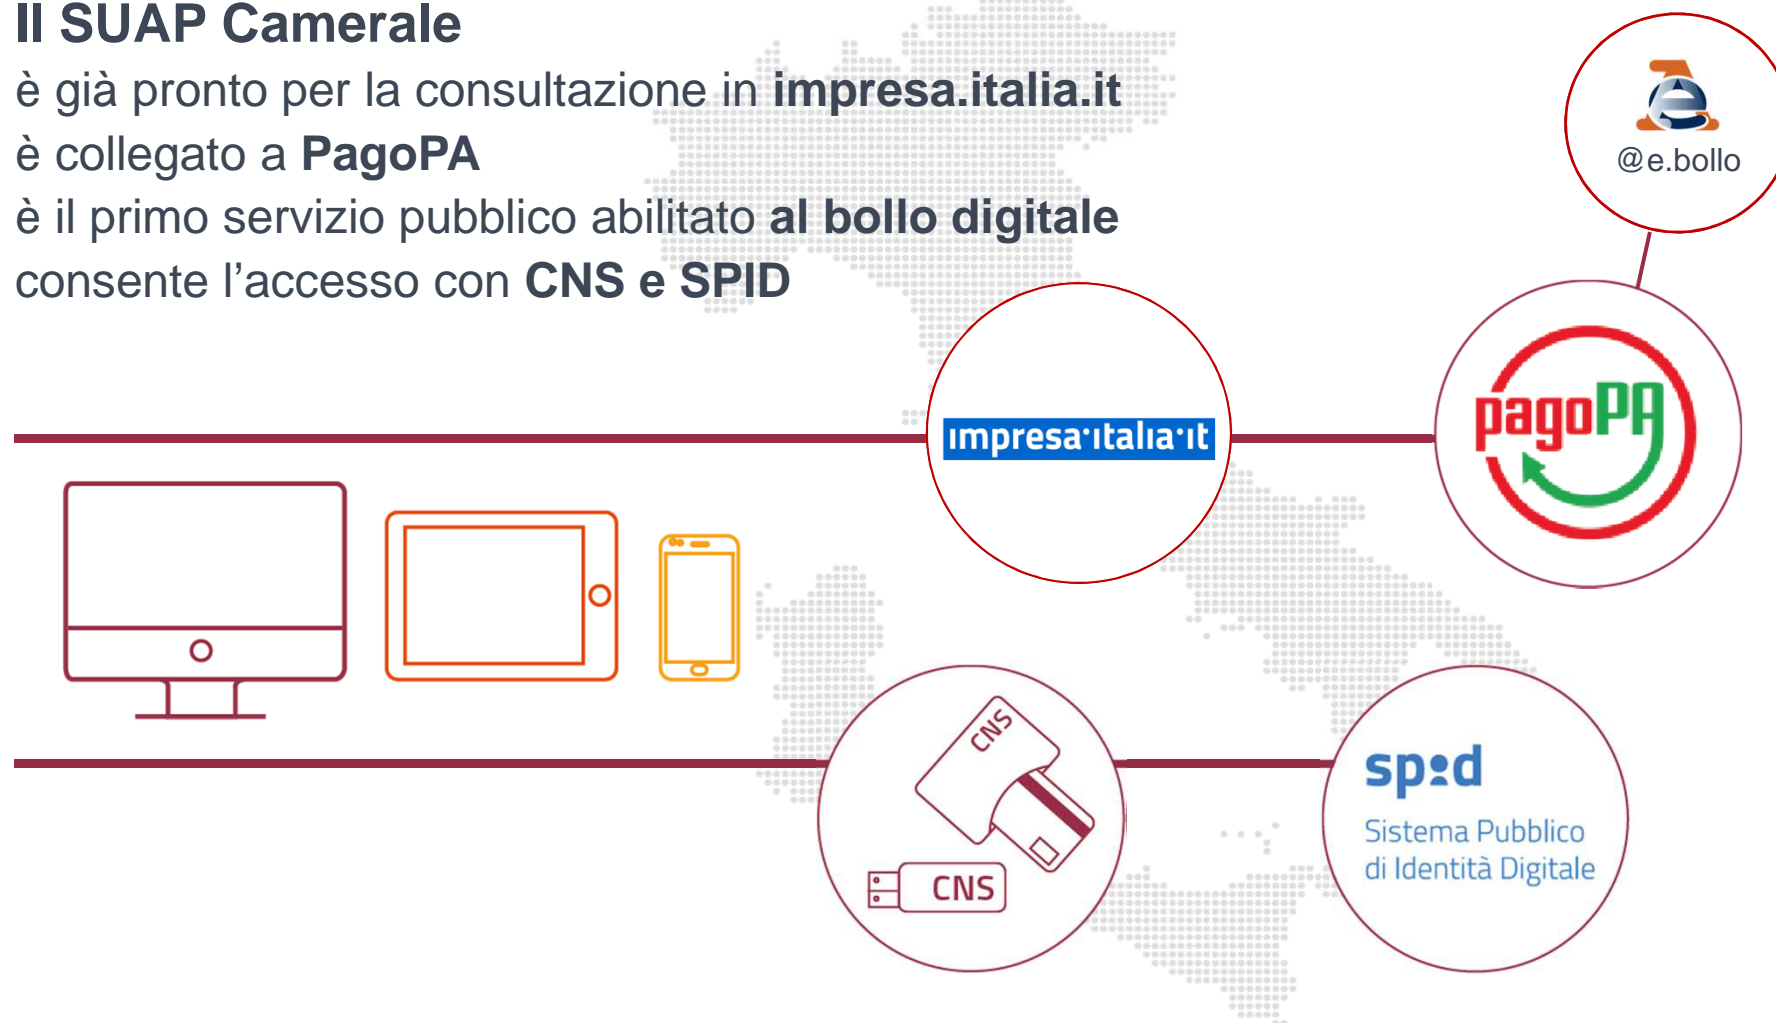 Il SUAP Camerale
è già pronto per la consultazione in impresa.italia.it
è collegato a PagoPA
è il primo servizio pubblico abilitato al bollo digitale
consente l’accesso con CNS e SPID
@e.bollo
impresa·italia·it
pagoPA
CNS
CNS
spid
Sistema Pubblico
di Identità Digitale